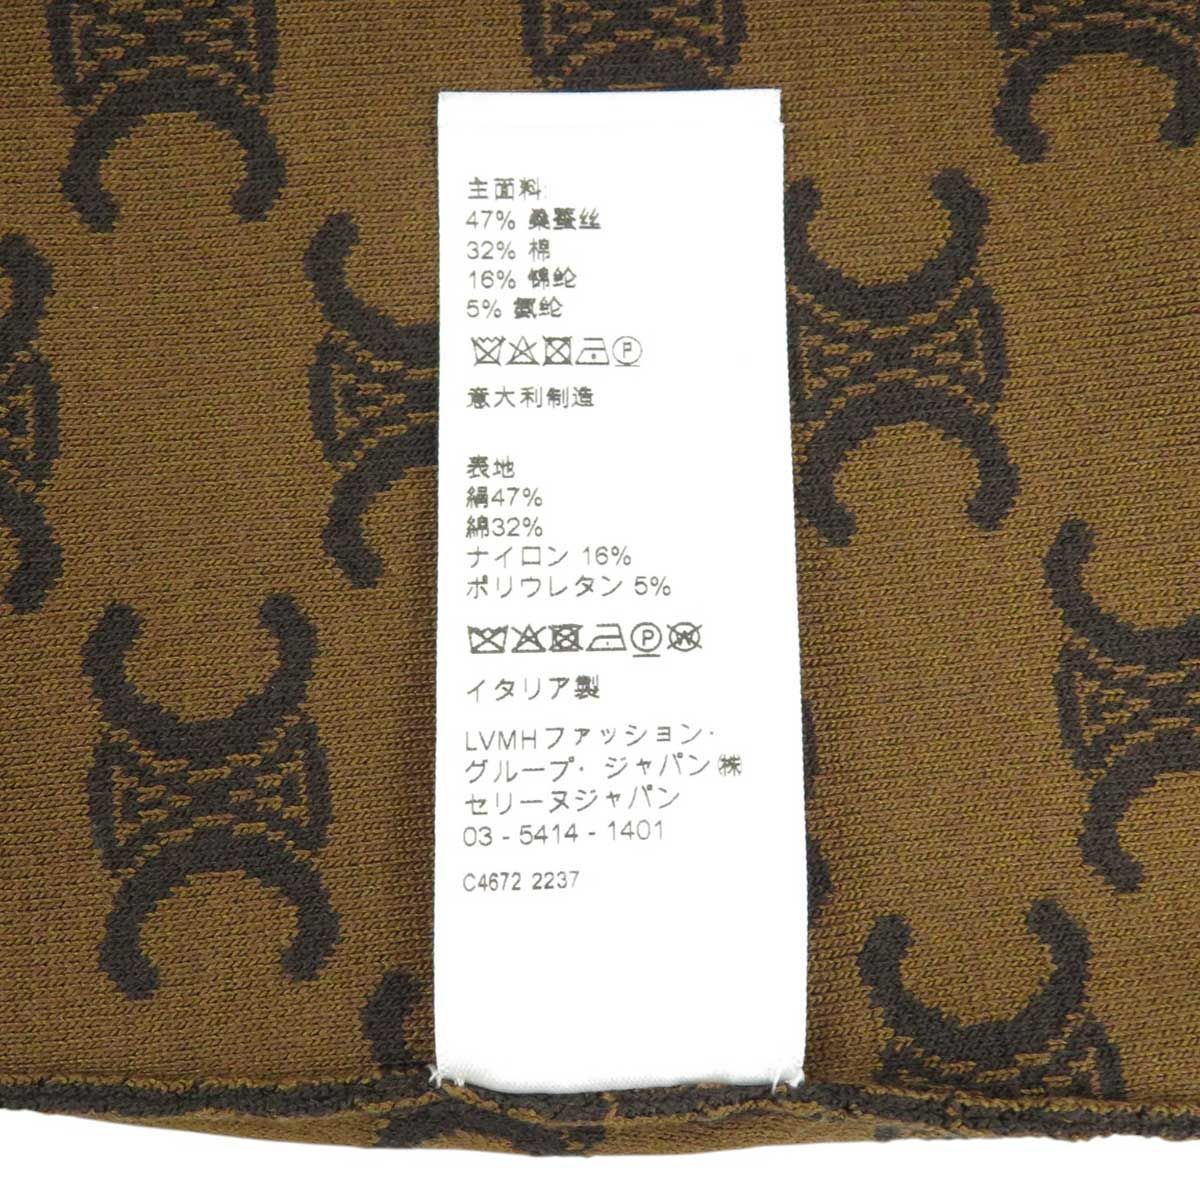 主面料:
47% 桑蚕丝
32% 棉
16% 锦纶
5% 氨纶
P
意大利制造
表地
絹47%
綿32%
ナイロン 16%
ポリウレタン 5%
P W
イタリア製
LVMHファッション・
グループ・ジャパン㈱
セリーヌジャパン
03 - 5414 - 1401
C4672 2237